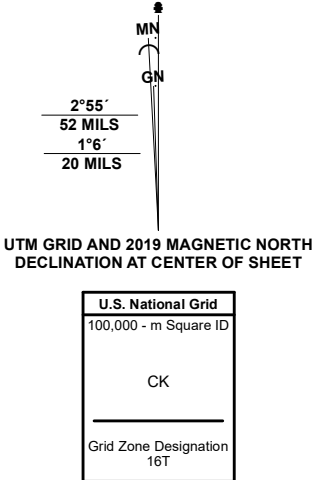 MN
GN
2°55´
52 MILS
1°6´
20 MILS
UTM GRID AND 2019 MAGNETIC NORTH
DECLINATION AT CENTER OF SHEET
U.S. National Grid
100,000 - m Square ID
CK
Grid Zone Designation
16T